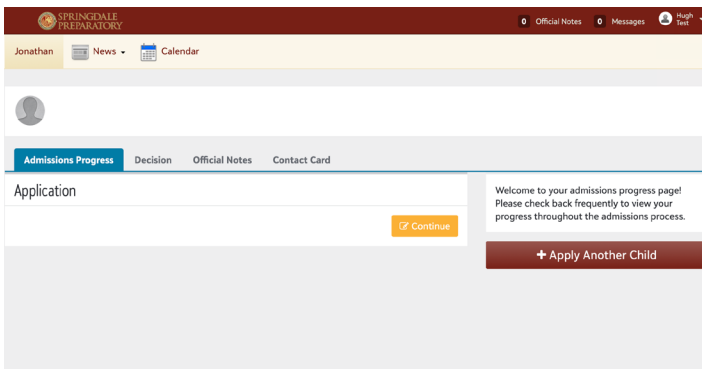 SPRINGDALE
PREPARATORY
0 Official Notes 0 Messages Hugh
Test
Jonathan News Calendar
Admissions Progress Decision Official Notes Contact Card
Application
Continue
Welcome to your admissions progress page!
Please check back frequently to view your
progress throughout the admissions process.
Apply Another Child